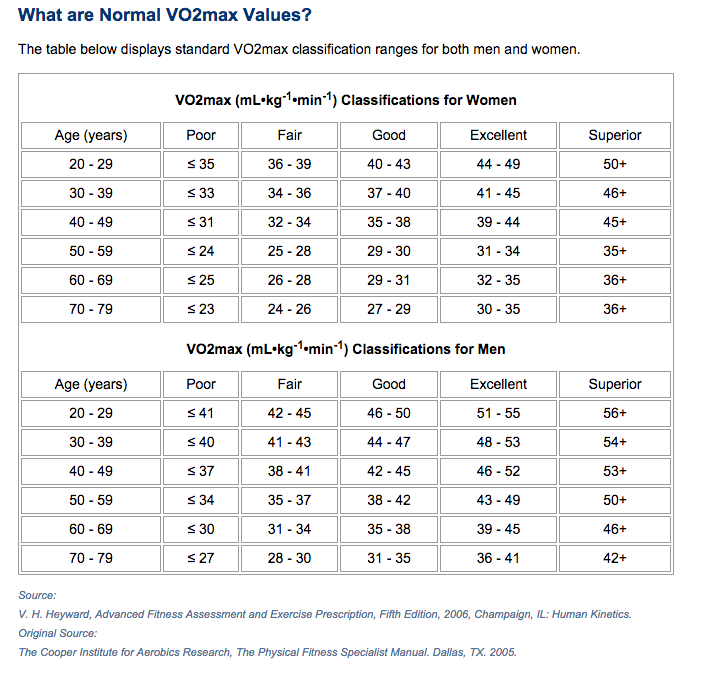 What are Normal VO2max Values?
The table below displays standard VO2max classification ranges for both men and women.
VO2max (mL•kg-1•min-1) Classifications for Women
Age (years) Poor Fair Good Excellent Superior
20 - 29 ≤ 35 36 - 39 40 - 43 44 - 49 50+
30 - 39 ≤ 33 34 - 36 37 - 40 41 - 45 46+
40 - 49 ≤ 31 32 - 34 35 - 38 39 - 44 45+
50 - 59 ≤ 24 25 - 28 29 - 30 31 - 34 35+
60 - 69 ≤ 25 26 - 28 29 - 31 32 - 35 36+
70 - 79 ≤ 23 24 - 26 27 - 29 30 - 35 36+
VO2max (mL•kg-1•min-1) Classifications for Men
Age (years) Poor Fair Good Excellent Superior
20 - 29 ≤ 41 42 - 45 46 - 50 51 - 55 56+
30 - 39 ≤ 40 41 - 43 44 - 47 48 - 53 54+
40 - 49 ≤ 37 38 - 41 42 - 45 46 - 52 53+
50 - 59 ≤ 34 35 - 37 38 - 42 43 - 49 50+
60 - 69 ≤ 30 31 - 34 35 - 38 39 - 45 46+
70 - 79 ≤ 27 28 - 30 31 - 35 36 - 41 42+
Source:
V. H. Heyward, Advanced Fitness Assessment and Exercise Prescription, Fifth Edition, 2006, Champaign, IL: Human Kinetics.
Original Source:
The Cooper Institute for Aerobics Research, The Physical Fitness Specialist Manual. Dallas, TX. 2005.